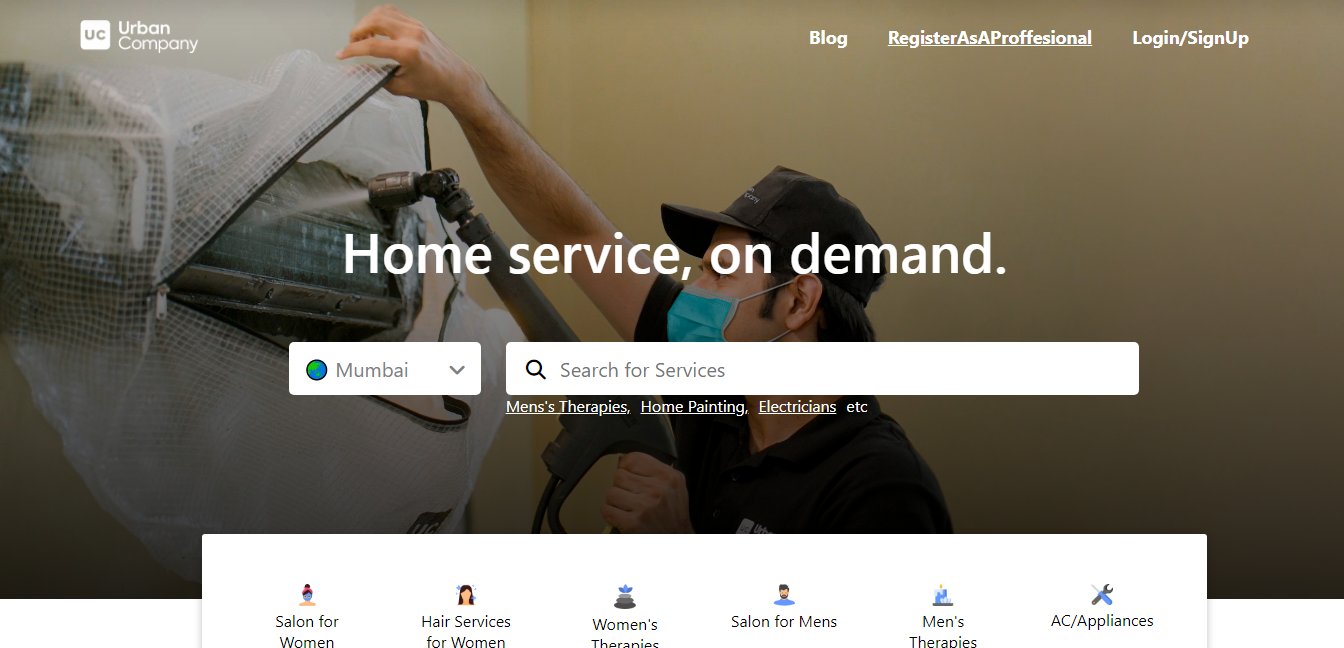 UC Urban
Company
Blog RegisterAsAProffesional Login/SignUp
Home service, on demand.
Mumbai
Search for Services
Mens's Therapies, Home Painting, Electricians etc
UC
Salon for
Women
Hair Services
for Women
Women's
Therapies
Salon for Mens
Men's
Therapies
AC/Appliances